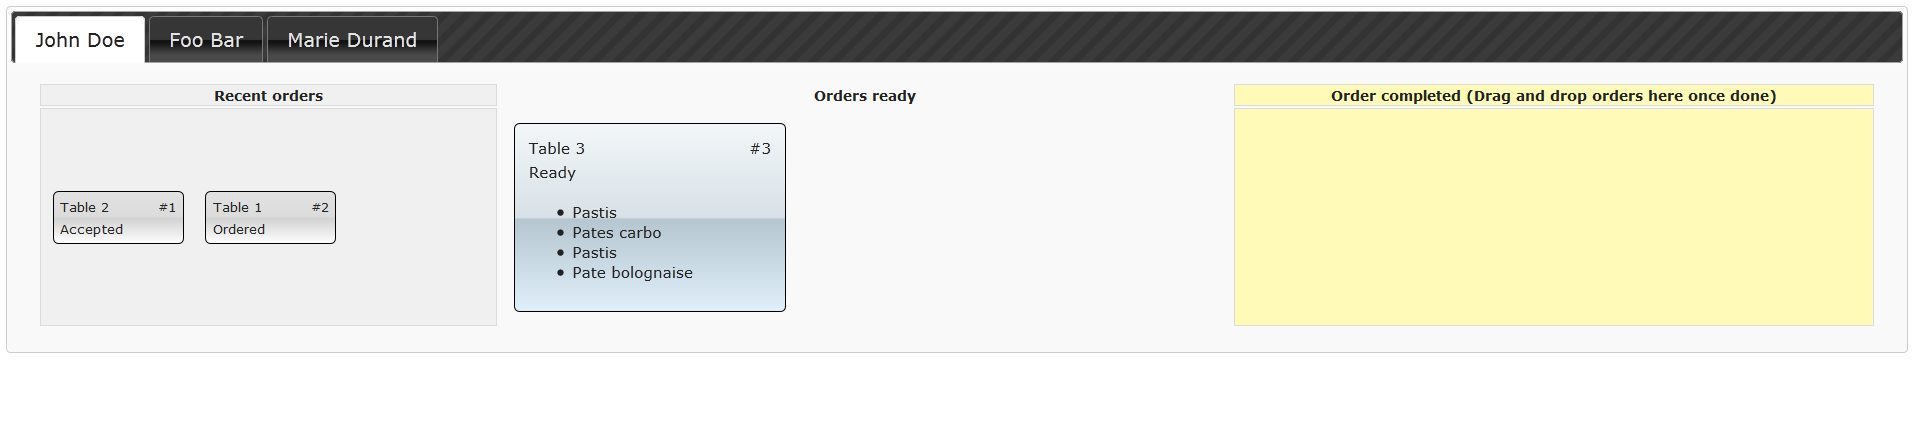 John Doe Foo Bar Marie Durand
Recent orders Orders ready Order completed (Drag and drop orders here once done)
Table 2 #1
Accepted
Table 1 #2
Ordered
Table 3 #3
Ready
• Pastis
• Pates carbo
• Pastis
• Pate bolognaise